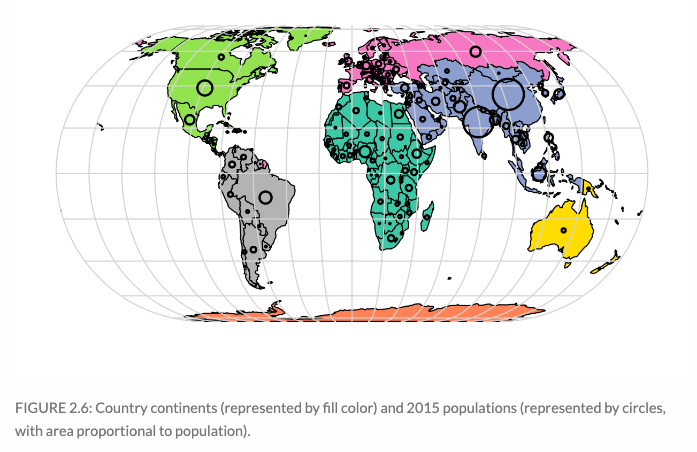 FIGURE 2.6: Country continents (represented by fill color) and 2015 populations (represented by circles,
with area proportional to population).